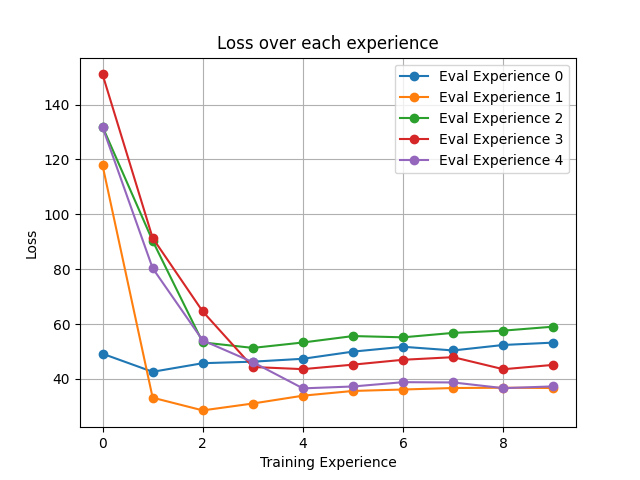 Loss over each experience
Eval Experience 0
Eval Experience 1
Eval Experience 2
Eval Experience 3
Eval Experience 4
140
120
100
80
60
40
Loss
0 2 4 6 8
Training Experience